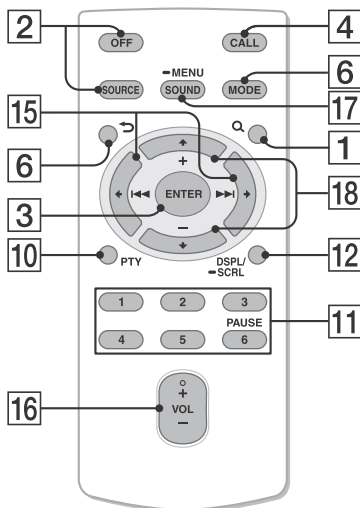 2
OFF
CALL
4
-MENU
SOURCE
SOUND
MODE
6
17
15
6
1
+
ENTER
18
3
-
10
PTY
DSPL/
-SCRL
12
1 2 3
PAUSE
4 5 6
11
+
VOL
-
16